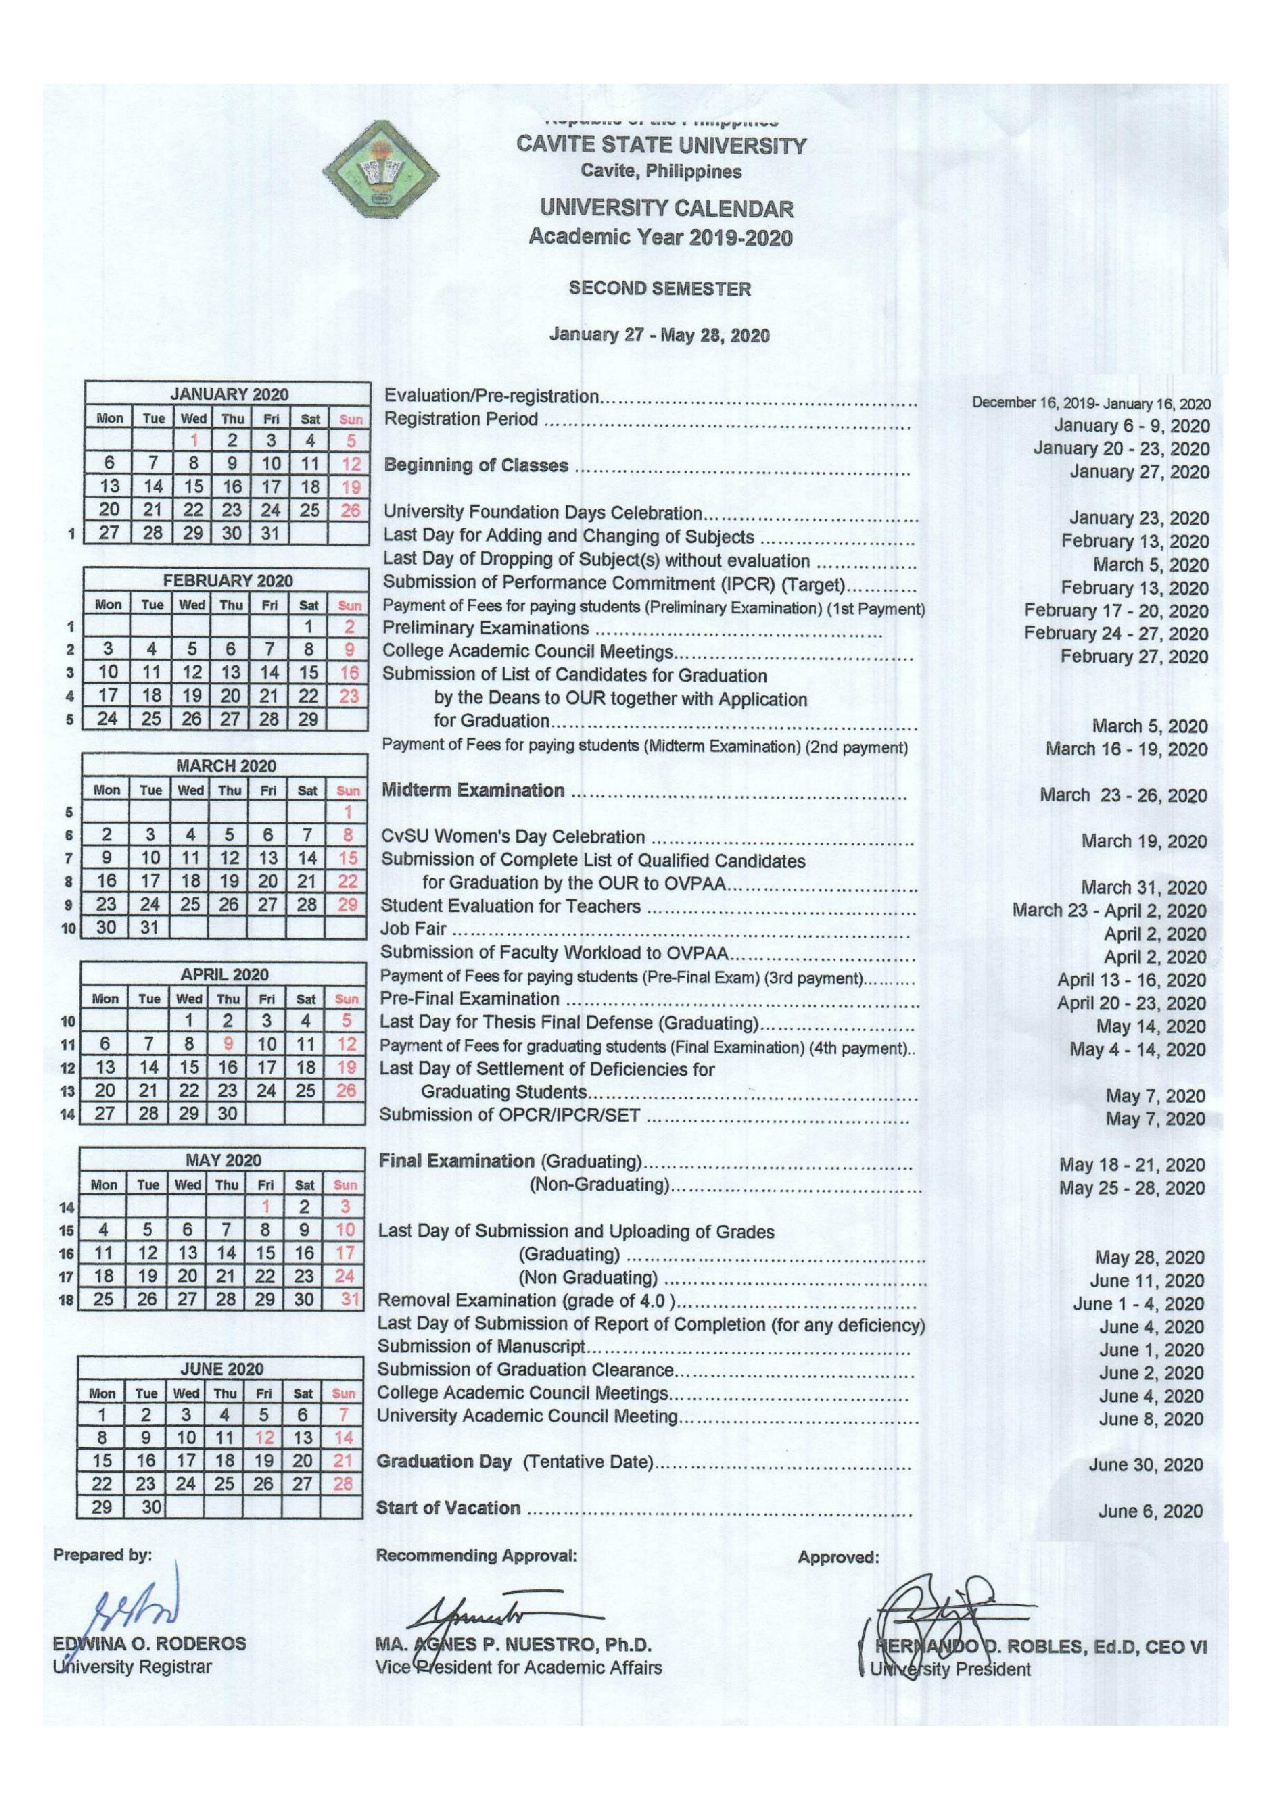 Republic of the Philippines
CAVITE STATE UNIVERSITY
Cavite, Philippines
UNIVERSITY CALENDAR
Academic Year 2019-2020
SECOND SEMESTER
January 27 - May 28, 2020
JANUARY 2020
Mon Tue Wed Thu Fri Sat Sun
1 2 3 4 5
6 7 8 9 10 11 12
13 14 15 16 17 18 19
20 21 22 23 24 25 26
1 27 28 29 30 31
FEBRUARY 2020
Mon Tue Wed Thu Fri Sat Sun
1 1 2
2 3 4 5 6 7 8 9
3 10 11 12 13 14 15 16
4 17 18 19 20 21 22 23
5 24 25 26 27 28 29
MARCH 2020
Mon Tue Wed Thu Fri Sat Sun
5 1
6 2 3 4 5 6 7 8
7 9 10 11 12 13 14 15
8 16 17 18 19 20 21 22
9 23 24 25 26 27 28 29
10 30 31
APRIL 2020
Mon Tue Wed Thu Fri Sat Sun
10 1 2 3 4 5
11 6 7 8 9 10 11 12
12 13 14 15 16 17 18 19
13 20 21 22 23 24 25 26
14 27 28 29 30
MAY 2020
Mon Tue Wed Thu Fri Sat Sun
14 1 2 3
15 4 5 6 7 8 9 10
16 11 12 13 14 15 16 17
17 18 19 20 21 22 23 24
18 25 26 27 28 29 30 31
JUNE 2020
Mon Tue Wed Thu Fri Sat Sun
1 2 3 4 5 6 7
8 9 10 11 12 13 14
15 16 17 18 19 20 21
22 23 24 25 26 27 28
29 30
Evaluation/Pre-registration.......... December 16, 2019- January 16, 2020
Registration Period .......... January 6 - 9, 2020
January 20 - 23, 2020
Beginning of Classes .......... January 27, 2020
University Foundation Days Celebration.......... January 23, 2020
Last Day for Adding and Changing of Subjects .......... February 13, 2020
Last Day of Dropping of Subject(s) without evaluation .......... March 5, 2020
Submission of Performance Commitment (IPCR) (Target).......... February 13, 2020
Payment of Fees for paying students (Preliminary Examination) (1st Payment) February 17 - 20, 2020
Preliminary Examinations .......... February 24 - 27, 2020
College Academic Council Meetings.......... February 27, 2020
Submission of List of Candidates for Graduation
by the Deans to OUR together with Application
for Graduation.......... March 5, 2020
Payment of Fees for paying students (Midterm Examination) (2nd payment) March 16 - 19, 2020
Midterm Examination .......... March 23 - 26, 2020
CvSU Women's Day Celebration .......... March 19, 2020
Submission of Complete List of Qualified Candidates
for Graduation by the OUR to OVPAA.......... March 31, 2020
Student Evaluation for Teachers .......... March 23 - April 2, 2020
Job Fair .......... April 2, 2020
Submission of Faculty Workload to OVPAA.......... April 2, 2020
Payment of Fees for paying students (Pre-Final Exam) (3rd payment).......... April 13 - 16, 2020
Pre-Final Examination .......... April 20 - 23, 2020
Last Day for Thesis Final Defense (Graduating).......... May 14, 2020
Payment of Fees for graduating students (Final Examination) (4th payment).. May 4 - 14, 2020
Last Day of Settlement of Deficiencies for
Graduating Students.......... May 7, 2020
Submission of OPCR/IPCR/SET .......... May 7, 2020
Final Examination (Graduating).......... May 18 - 21, 2020
(Non-Graduating).......... May 25 - 28, 2020
Last Day of Submission and Uploading of Grades
(Graduating) .......... May 28, 2020
(Non Graduating) .......... June 11, 2020
Removal Examination (grade of 4.0 ).......... June 1 - 4, 2020
Last Day of Submission of Report of Completion (for any deficiency) June 4, 2020
Submission of Manuscript.......... June 1, 2020
Submission of Graduation Clearance.......... June 2, 2020
College Academic Council Meetings.......... June 4, 2020
University Academic Council Meeting.......... June 8, 2020
Graduation Day (Tentative Date).......... June 30, 2020
Start of Vacation .......... June 6, 2020
Prepared by: Recommending Approval: Approved:
EDWINA O. RODEROS MA. AGNES P. NUESTRO, Ph.D. HERNANDO D. ROBLES, Ed.D, CEO VI
University Registrar Vice President for Academic Affairs University President